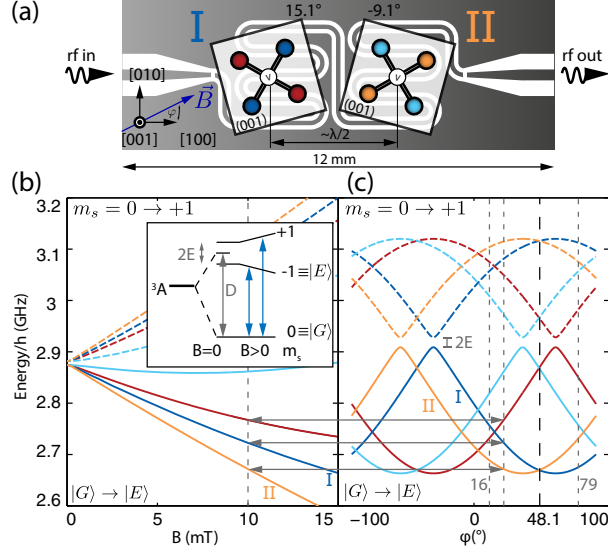 (a)
I
15.1°
-9.1°
II
rf in
rf out
V
V
[010]
B
φ
(001)
(001)
[001]
[100]
~λ/2
12 mm
(b)
(c)
3.2
m_s = 0 → +1
m_s = 0 → +1
+1
2E
3.1
³A
-1 ≡|E⟩
D
3
0≡|G⟩
B=0
B>0
m_s
Energy/h (GHz)
2.9
2E
2.8
II
I
2.7
I
16
79
|G⟩ → |E⟩
II
|G⟩ → |E⟩
2.6
0
5
10
15
-100
0
48.1
100
B (mT)
φ(°)